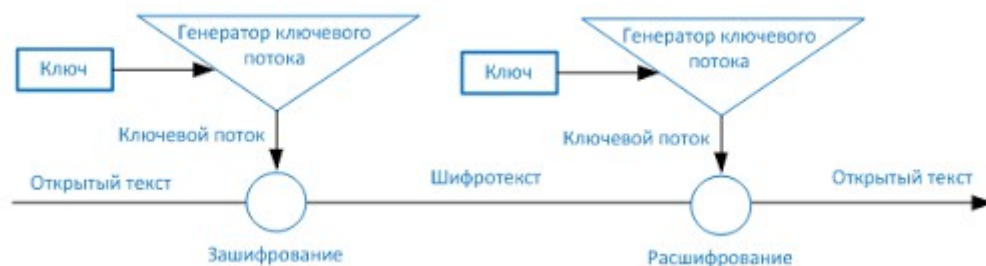 Генератор ключевого
потока
Ключ
Ключевой поток
Открытый текст
Зашифрование
Шифротекст
Генератор ключевого
потока
Ключ
Ключевой поток
Открытый текст
Расшифрование